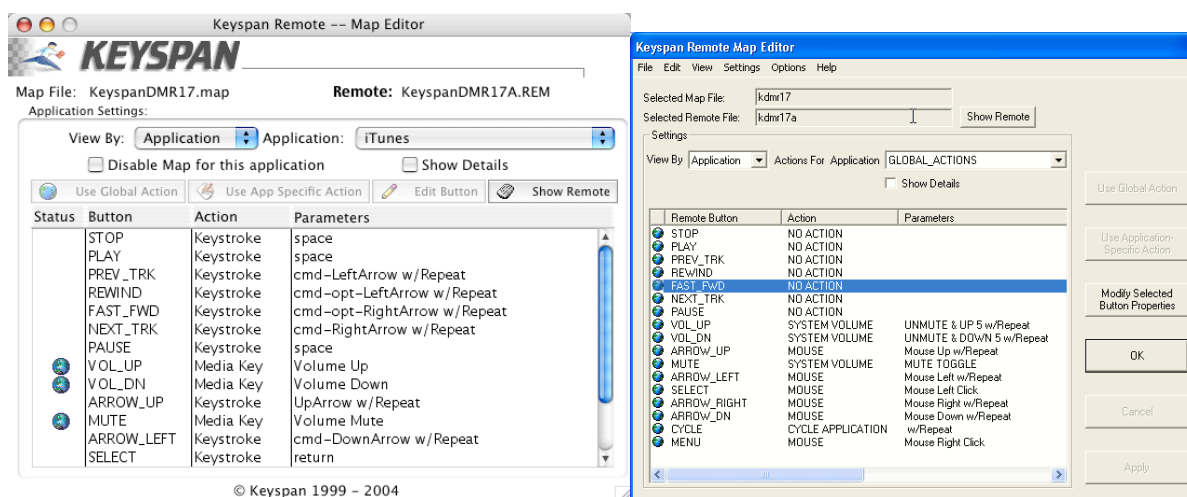 Keyspan Remote -- Map Editor
KEYSPAN
Map File: KeyspanDMR17.map Remote: KeyspanDMR17A.REM
Application Settings:
View By: Application Application: iTunes
Disable Map for this application Show Details
Use Global Action Use App Specific Action Edit Button Show Remote
Status Button Action Parameters
STOP Keystroke space
PLAY Keystroke space
PREV_TRK Keystroke cmd-LeftArrow w/Repeat
REWIND Keystroke cmd-opt-LeftArrow w/Repeat
FAST_FWD Keystroke cmd-opt-RightArrow w/Repeat
NEXT_TRK Keystroke cmd-RightArrow w/Repeat
PAUSE Keystroke space
VOL_UP Media Key Volume Up
VOL_DN Media Key Volume Down
ARROW_UP Keystroke UpArrow w/Repeat
MUTE Media Key Volume Mute
ARROW_LEFT Keystroke cmd-DownArrow w/Repeat
SELECT Keystroke return
© Keyspan 1999 - 2004
Keyspan Remote Map Editor
File Edit View Settings Options Help
Selected Map File: kdmr17
Selected Remote File: kdmr17a Show Remote
Settings
View By Application Actions For Application GLOBAL_ACTIONS
Show Details
Remote Button Action Parameters
STOP NO ACTION
PLAY NO ACTION
PREV_TRK NO ACTION
REWIND NO ACTION
FAST_FWD NO ACTION
NEXT_TRK NO ACTION
PAUSE NO ACTION
VOL_UP SYSTEM VOLUME UNMUTE & UP 5 w/Repeat
VOL_DN SYSTEM VOLUME UNMUTE & DOWN 5 w/Repeat
ARROW_UP MOUSE Mouse Up w/Repeat
MUTE SYSTEM VOLUME MUTE TOGGLE
ARROW_LEFT MOUSE Mouse Left w/Repeat
SELECT MOUSE Mouse Left Click
ARROW_RIGHT MOUSE Mouse Right w/Repeat
ARROW_DN MOUSE Mouse Down w/Repeat
CYCLE CYCLE APPLICATION w/Repeat
MENU MOUSE Mouse Right Click
Use Global Action
Use Application-
Specific Action
Modify Selected
Button Properties
OK
Cancel
Apply